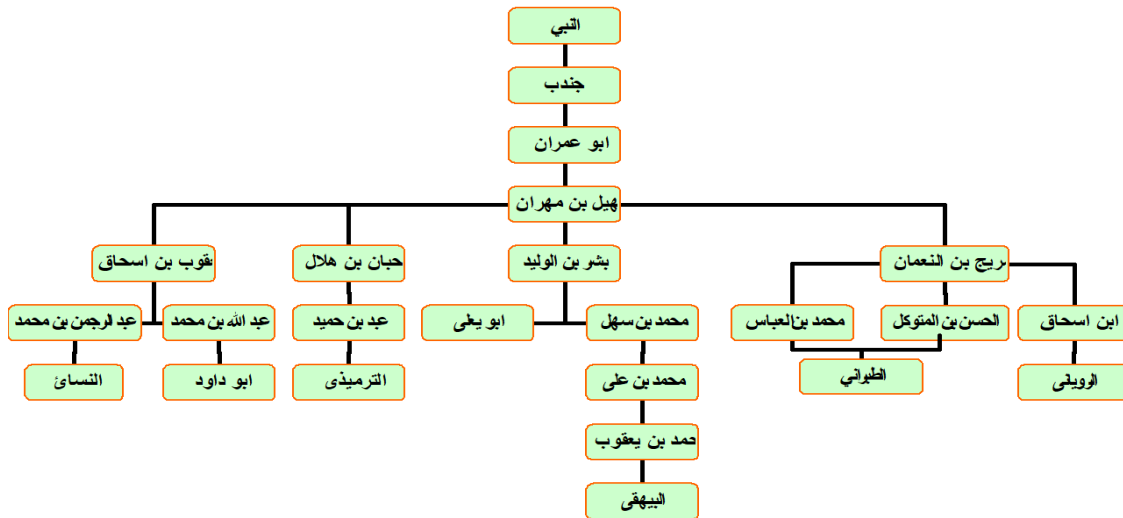 النبي
جندب
ابو عمران
هيل بن مهران
قوب بن اسحاق
حبان بن هلال
بشر بن الوليد
ريج بن النعمان
عبد الرجمن بن محمد
عبد الله بن محمد
عبد بن حميد
ابو يعلى
محمد بن سهل
محمد بن العباس
الحسن بن المتوكل
ابن اسحاق
النسائ
ابو داود
الترميذى
محمد بن على
الطبراني
الرويانى
حمد بن يعقوب
البيهقى